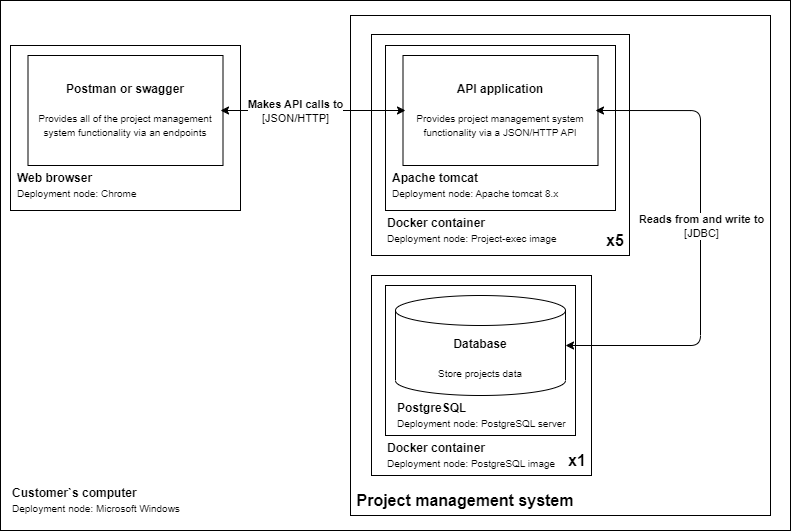 Postman or swagger
Provides all of the project management
system functionality via an endpoints
Web browser
Deployment node: Chrome
Makes API calls to
[JSON/HTTP]
API application
Provides project management system
functionality via a JSON/HTTP API
Apache tomcat
Deployment node: Apache tomcat 8.x
Docker container
Deployment node: Project-exec image
x5
Reads from and write to
[JDBC]
Database
Store projects data
PostgreSQL
Deployment node: PostgreSQL server
Docker container
Deployment node: PostgreSQL image
x1
Project management system
Customer`s computer
Deployment node: Microsoft Windows